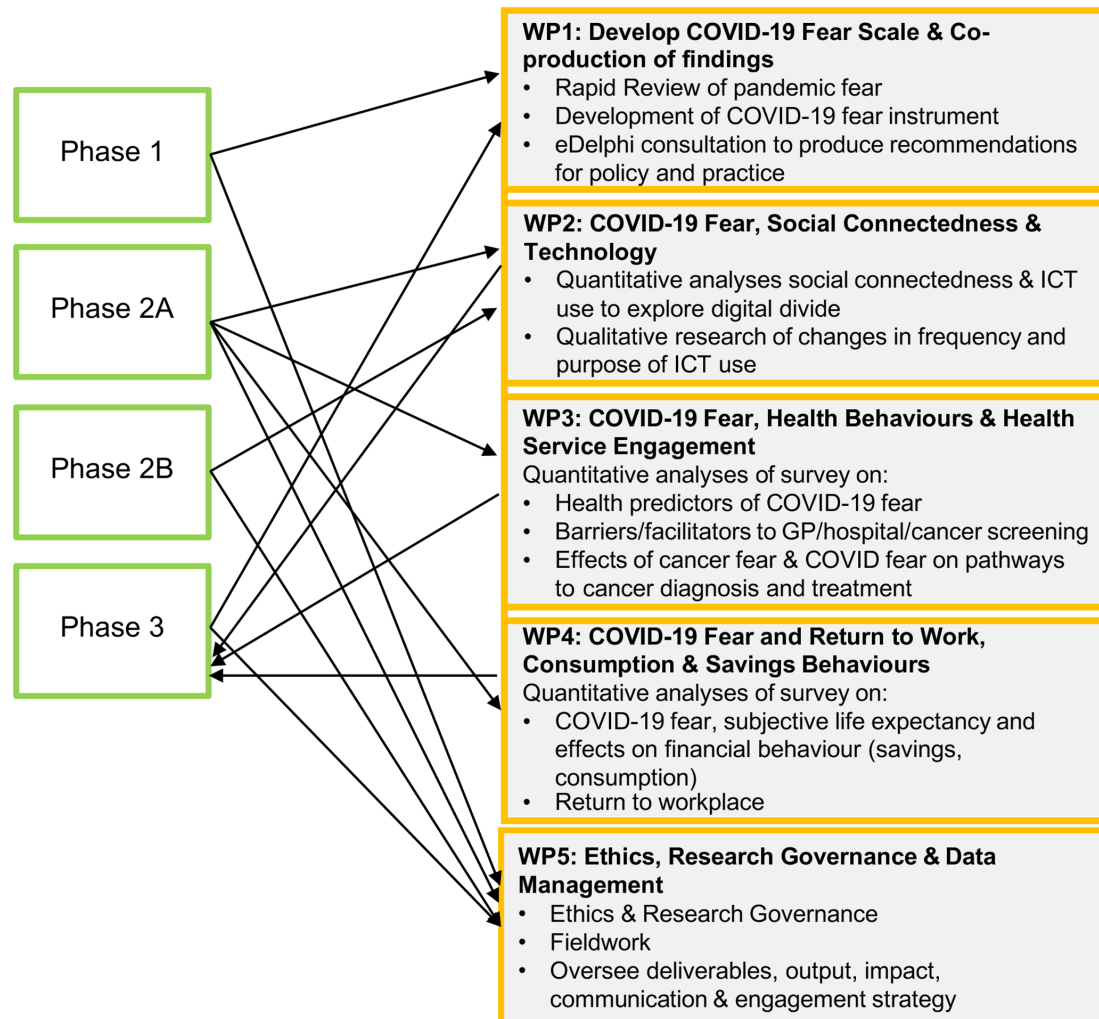 Phase 1
Phase 2A
Phase 2B
Phase 3
WP1: Develop COVID-19 Fear Scale & Co-
production of findings
• Rapid Review of pandemic fear
• Development of COVID-19 fear instrument
• eDelphi consultation to produce recommendations
for policy and practice
WP2: COVID-19 Fear, Social Connectedness &
Technology
• Quantitative analyses social connectedness & ICT
use to explore digital divide
• Qualitative research of changes in frequency and
purpose of ICT use
WP3: COVID-19 Fear, Health Behaviours & Health
Service Engagement
Quantitative analyses of survey on:
• Health predictors of COVID-19 fear
• Barriers/facilitators to GP/hospital/cancer screening
• Effects of cancer fear & COVID fear on pathways
to cancer diagnosis and treatment
WP4: COVID-19 Fear and Return to Work,
Consumption & Savings Behaviours
Quantitative analyses of survey on:
• COVID-19 fear, subjective life expectancy and
effects on financial behaviour (savings,
consumption)
• Return to workplace
WP5: Ethics, Research Governance & Data
Management
• Ethics & Research Governance
• Fieldwork
• Oversee deliverables, output, impact,
communication & engagement strategy